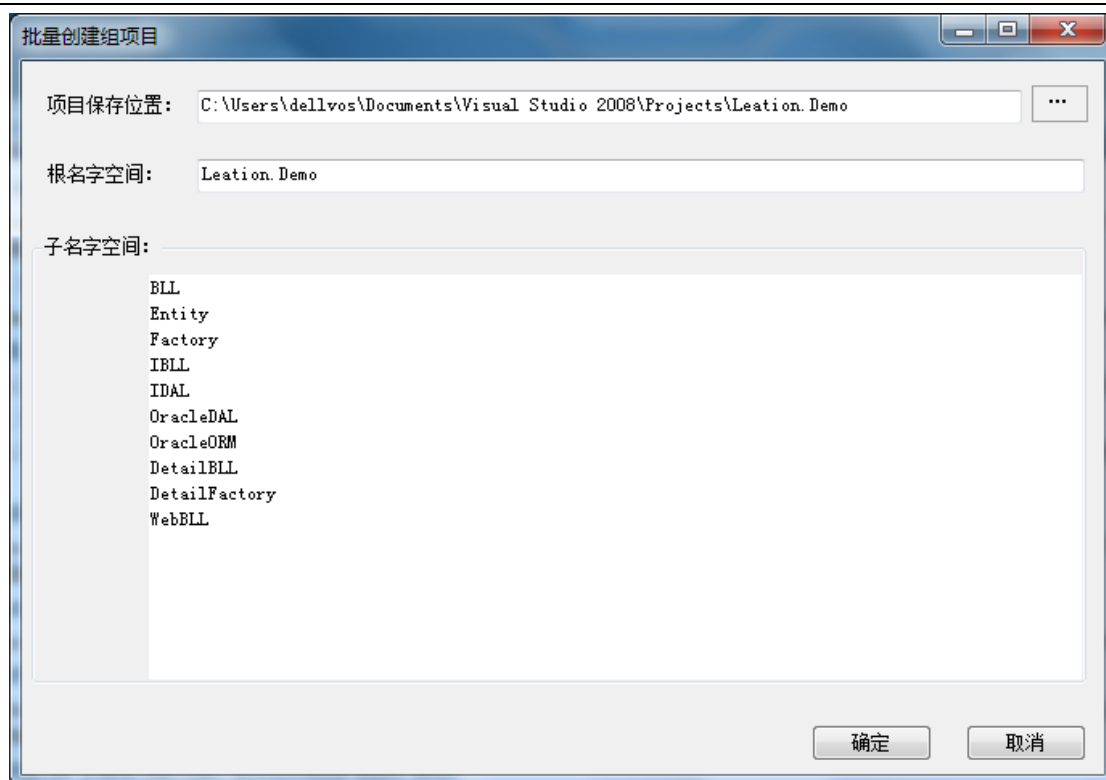 批量创建组项目
项目保存位置: C:\Users\dellvos\Documents\Visual Studio 2008\Projects\Leation.Demo ...
根名字空间: Leation.Demo
子名字空间:
BLL
Entity
Factory
IBLL
IDAL
OracleDAL
OracleORM
DetailBLL
DetailFactory
WebBLL
确定 取消